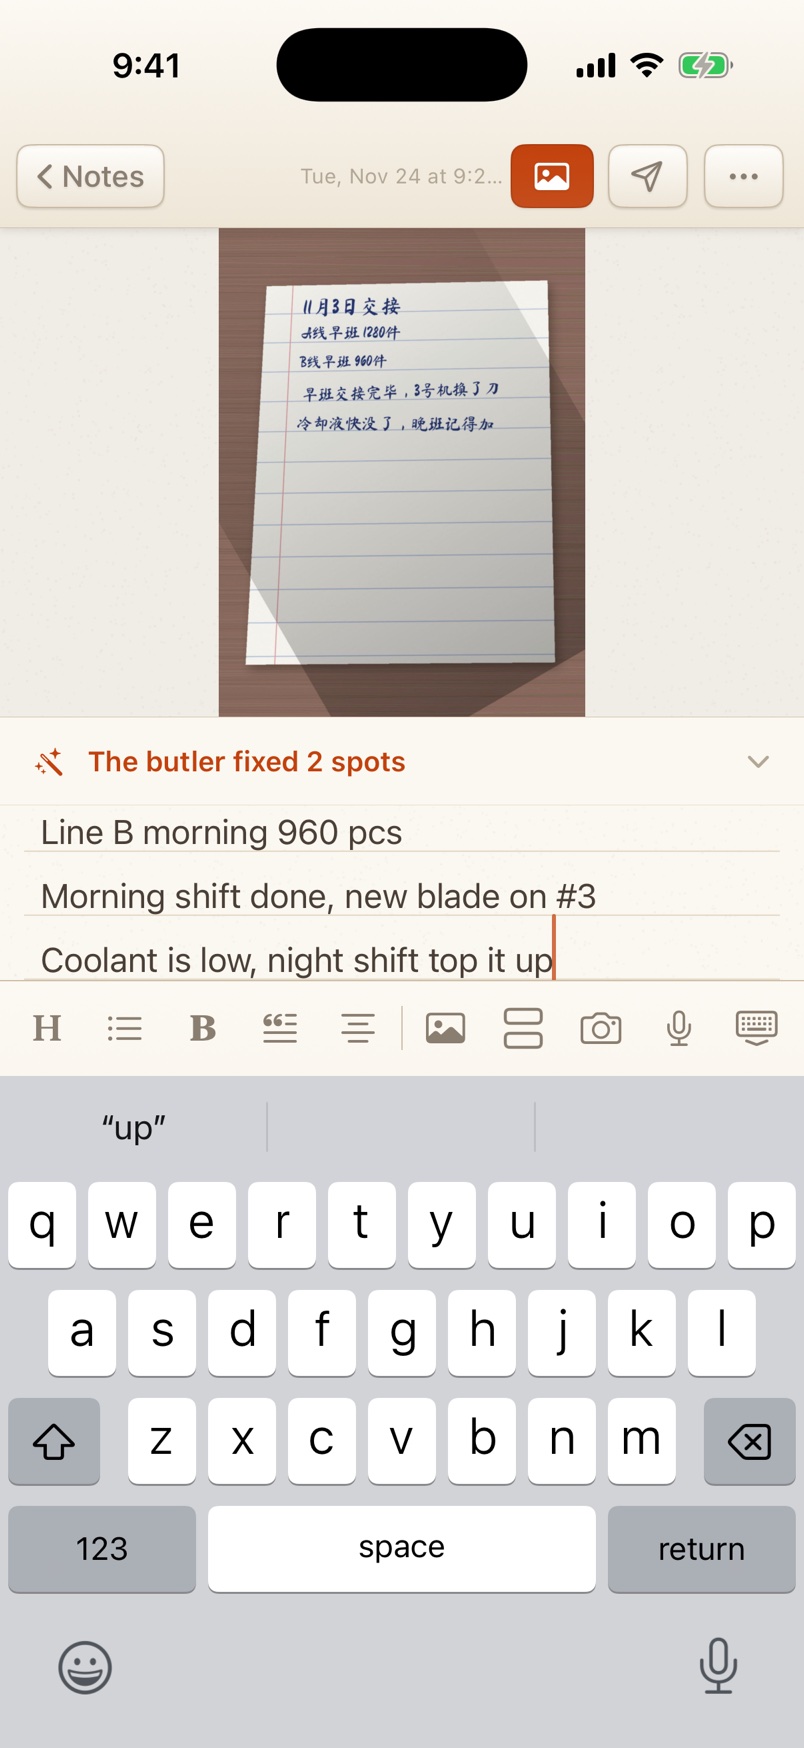 9:41
Notes
Tue, Nov 24 at 9:2...
11月3日交接
A线早班1280件
B线早班960件
早班交接完毕，3号机换了刀
冷却液快没了，晚班记得加
The butler fixed 2 spots
Line B morning 960 pcs
Morning shift done, new blade on #3
Coolant is low, night shift top it up
H
B
“up”
q w e r t y u i o p
a s d f g h j k l
z x c v b n m
123 space return